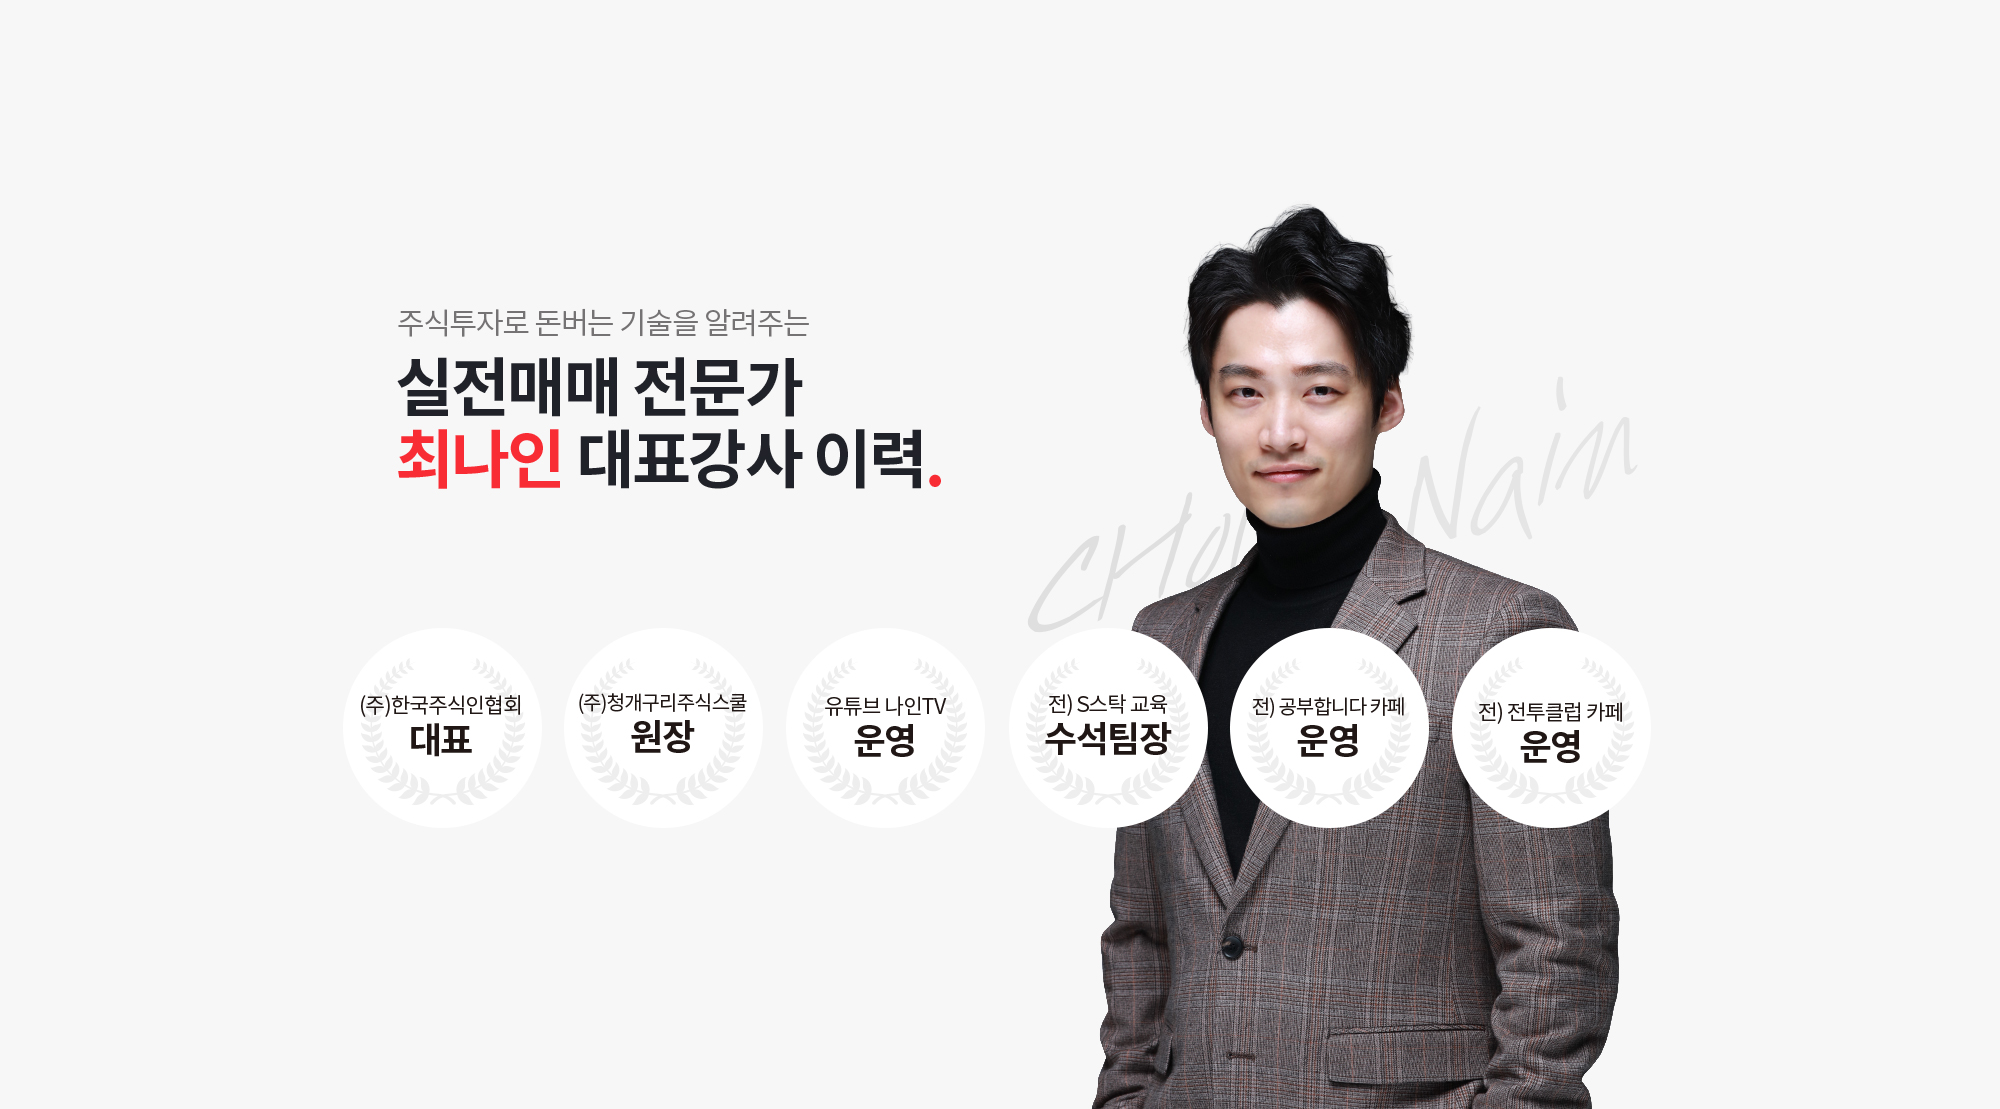 주식투자로 돈버는 기술을 알려주는
실전매매 전문가
최나인 대표강사 이력.
CHoi Nain
(주)한국주식인협회
대표
(주)청개구리주식스쿨
원장
유튜브 나인TV
운영
전) S스탁 교육
수석팀장
전) 공부합니다 카페
운영
전) 전투클럽 카페
운영